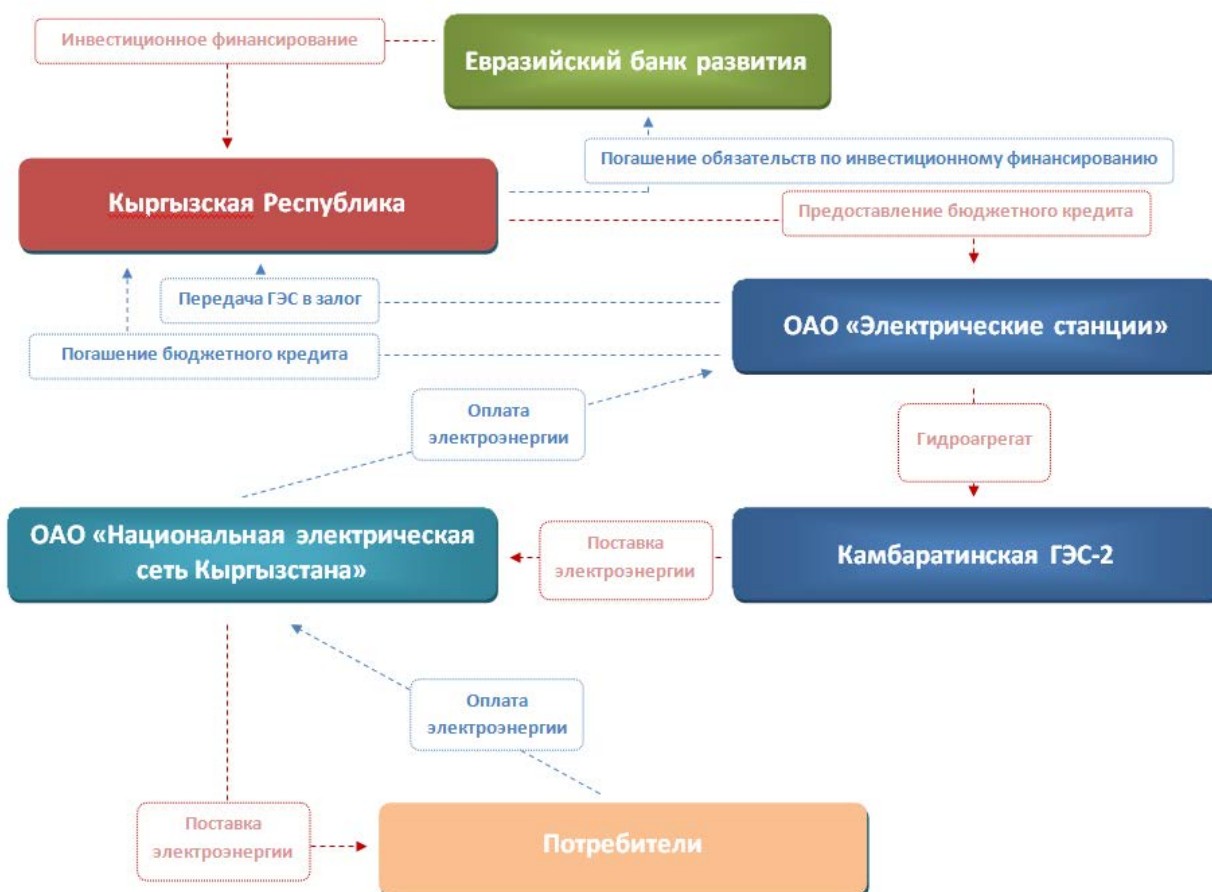 Инвестиционное финансирование
Евразийский банк развития
Погашение обязательств по инвестиционному финансированию
Кыргызская Республика
Предоставление бюджетного кредита
Передача ГЭС в залог
ОАО «Электрические станции»
Погашение бюджетного кредита
Оплата
электроэнергии
Гидроагрегат
ОАО «Национальная электрическая
сеть Кыргызстана»
Поставка
электроэнергии
Камбаратинская ГЭС-2
Оплата
электроэнергии
Поставка
электроэнергии
Потребители